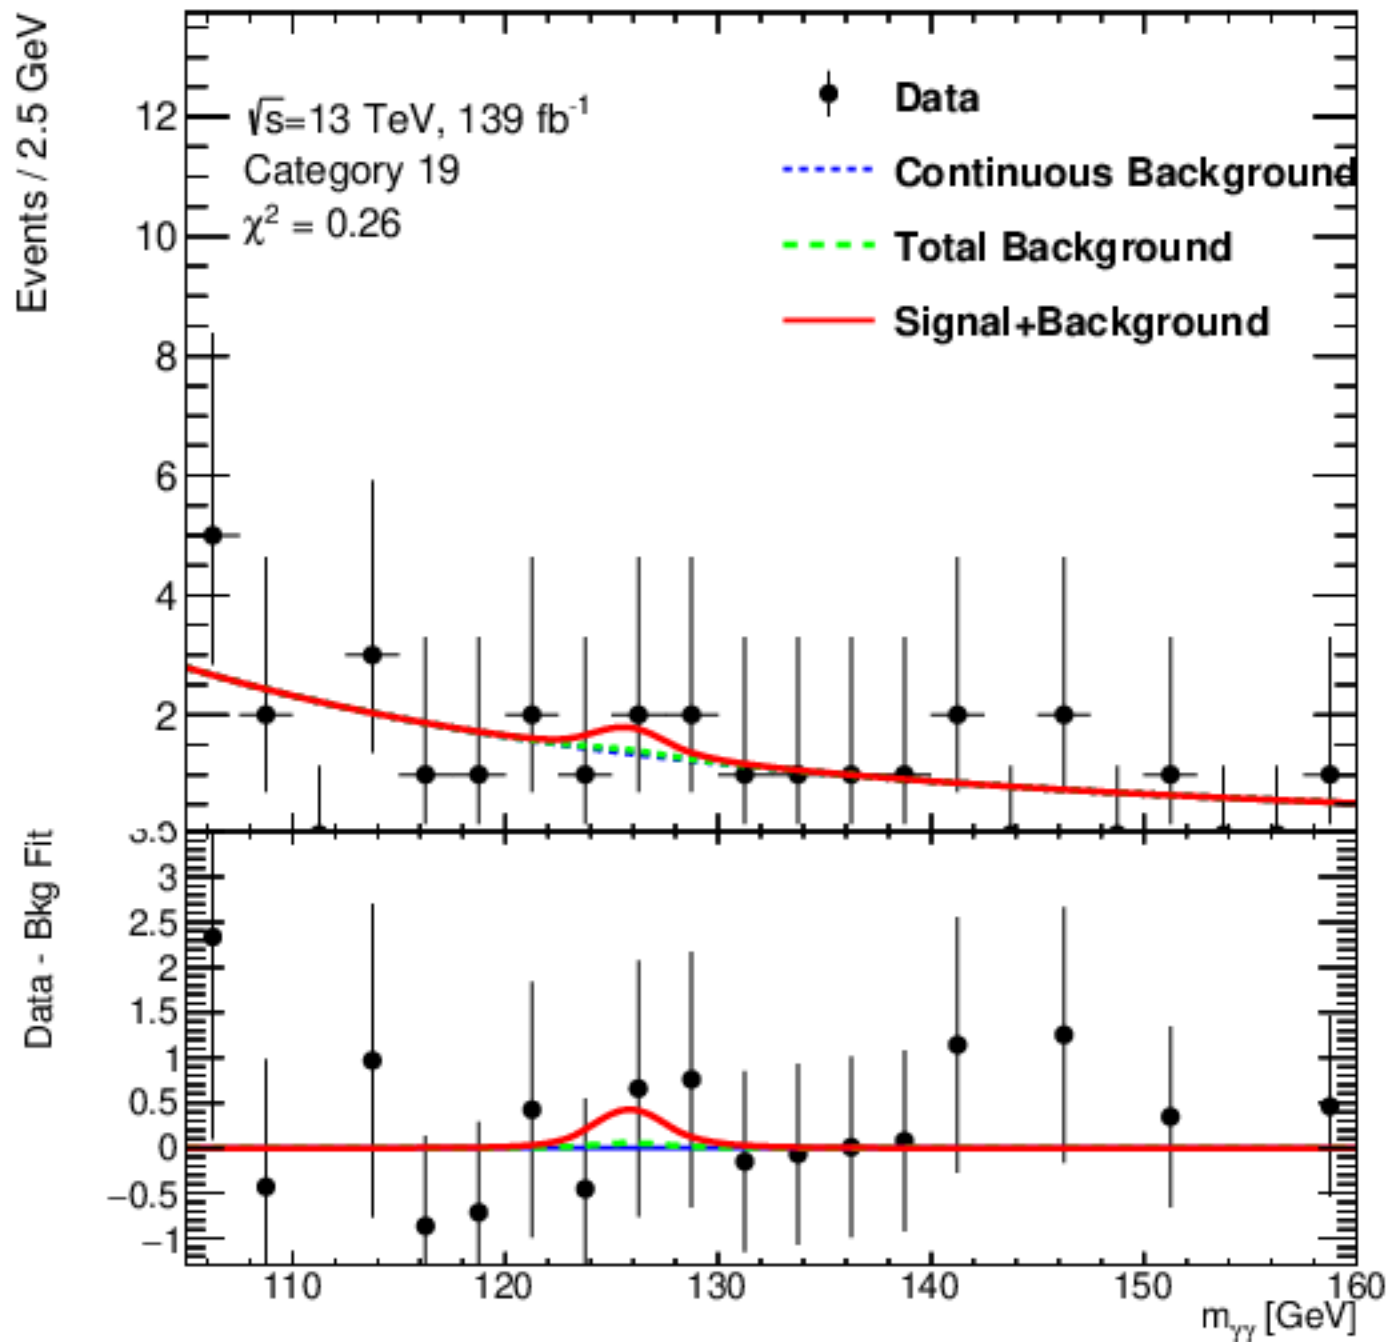 Events / 2.5 GeV
12
10
8
6
4
2
√s=13 TeV, 139 fb⁻¹
Category 19
χ² = 0.26
Data
Continuous Background
Total Background
Signal+Background
Data - Bkg Fit
3
2.5
2
1.5
1
0.5
0
−0.5
−1
110 120 130 140 150 160
mγγ [GeV]